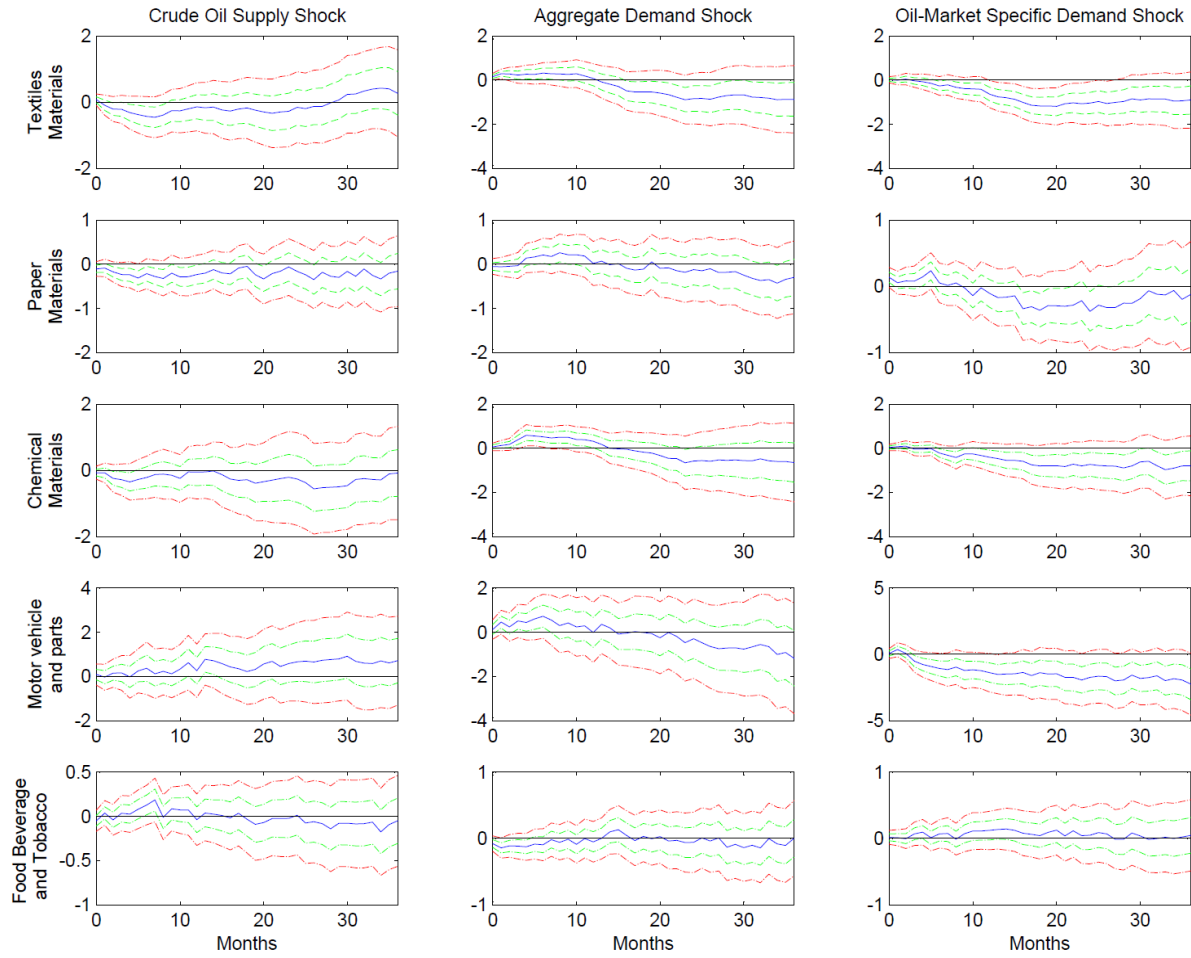 Crude Oil Supply Shock
Aggregate Demand Shock
Oil-Market Specific Demand Shock
Textiles
Materials
2
0
-2
0 10 20 30
2
0
-2
-4
0 10 20 30
2
0
-2
-4
0 10 20 30
Paper
Materials
1
0
-1
-2
0 10 20 30
1
0
-1
-2
0 10 20 30
1
0
-1
0 10 20 30
Chemical
Materials
2
0
-2
0 10 20 30
2
0
-2
-4
0 10 20 30
2
0
-2
-4
0 10 20 30
Motor vehicle
and parts
4
2
0
-2
0 10 20 30
2
0
-2
-4
0 10 20 30
5
0
-5
0 10 20 30
Food Beverage
and Tobacco
0.5
0
-0.5
-1
0 10 20 30
Months
1
0
-1
0 10 20 30
Months
1
0
-1
0 10 20 30
Months